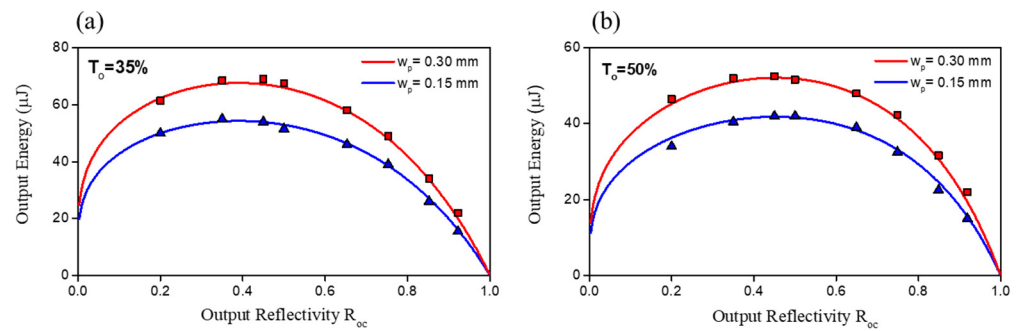 (a)
T₀=35%
wₚ= 0.30 mm
wₚ= 0.15 mm
80
60
40
20
0
Output Energy (μJ)
0.0 0.2 0.4 0.6 0.8 1.0
Output Reflectivity Rₒc
(b)
T₀=50%
wₚ= 0.30 mm
wₚ= 0.15 mm
60
40
20
0
Output Energy (μJ)
0.0 0.2 0.4 0.6 0.8 1.0
Output Reflectivity Rₒc